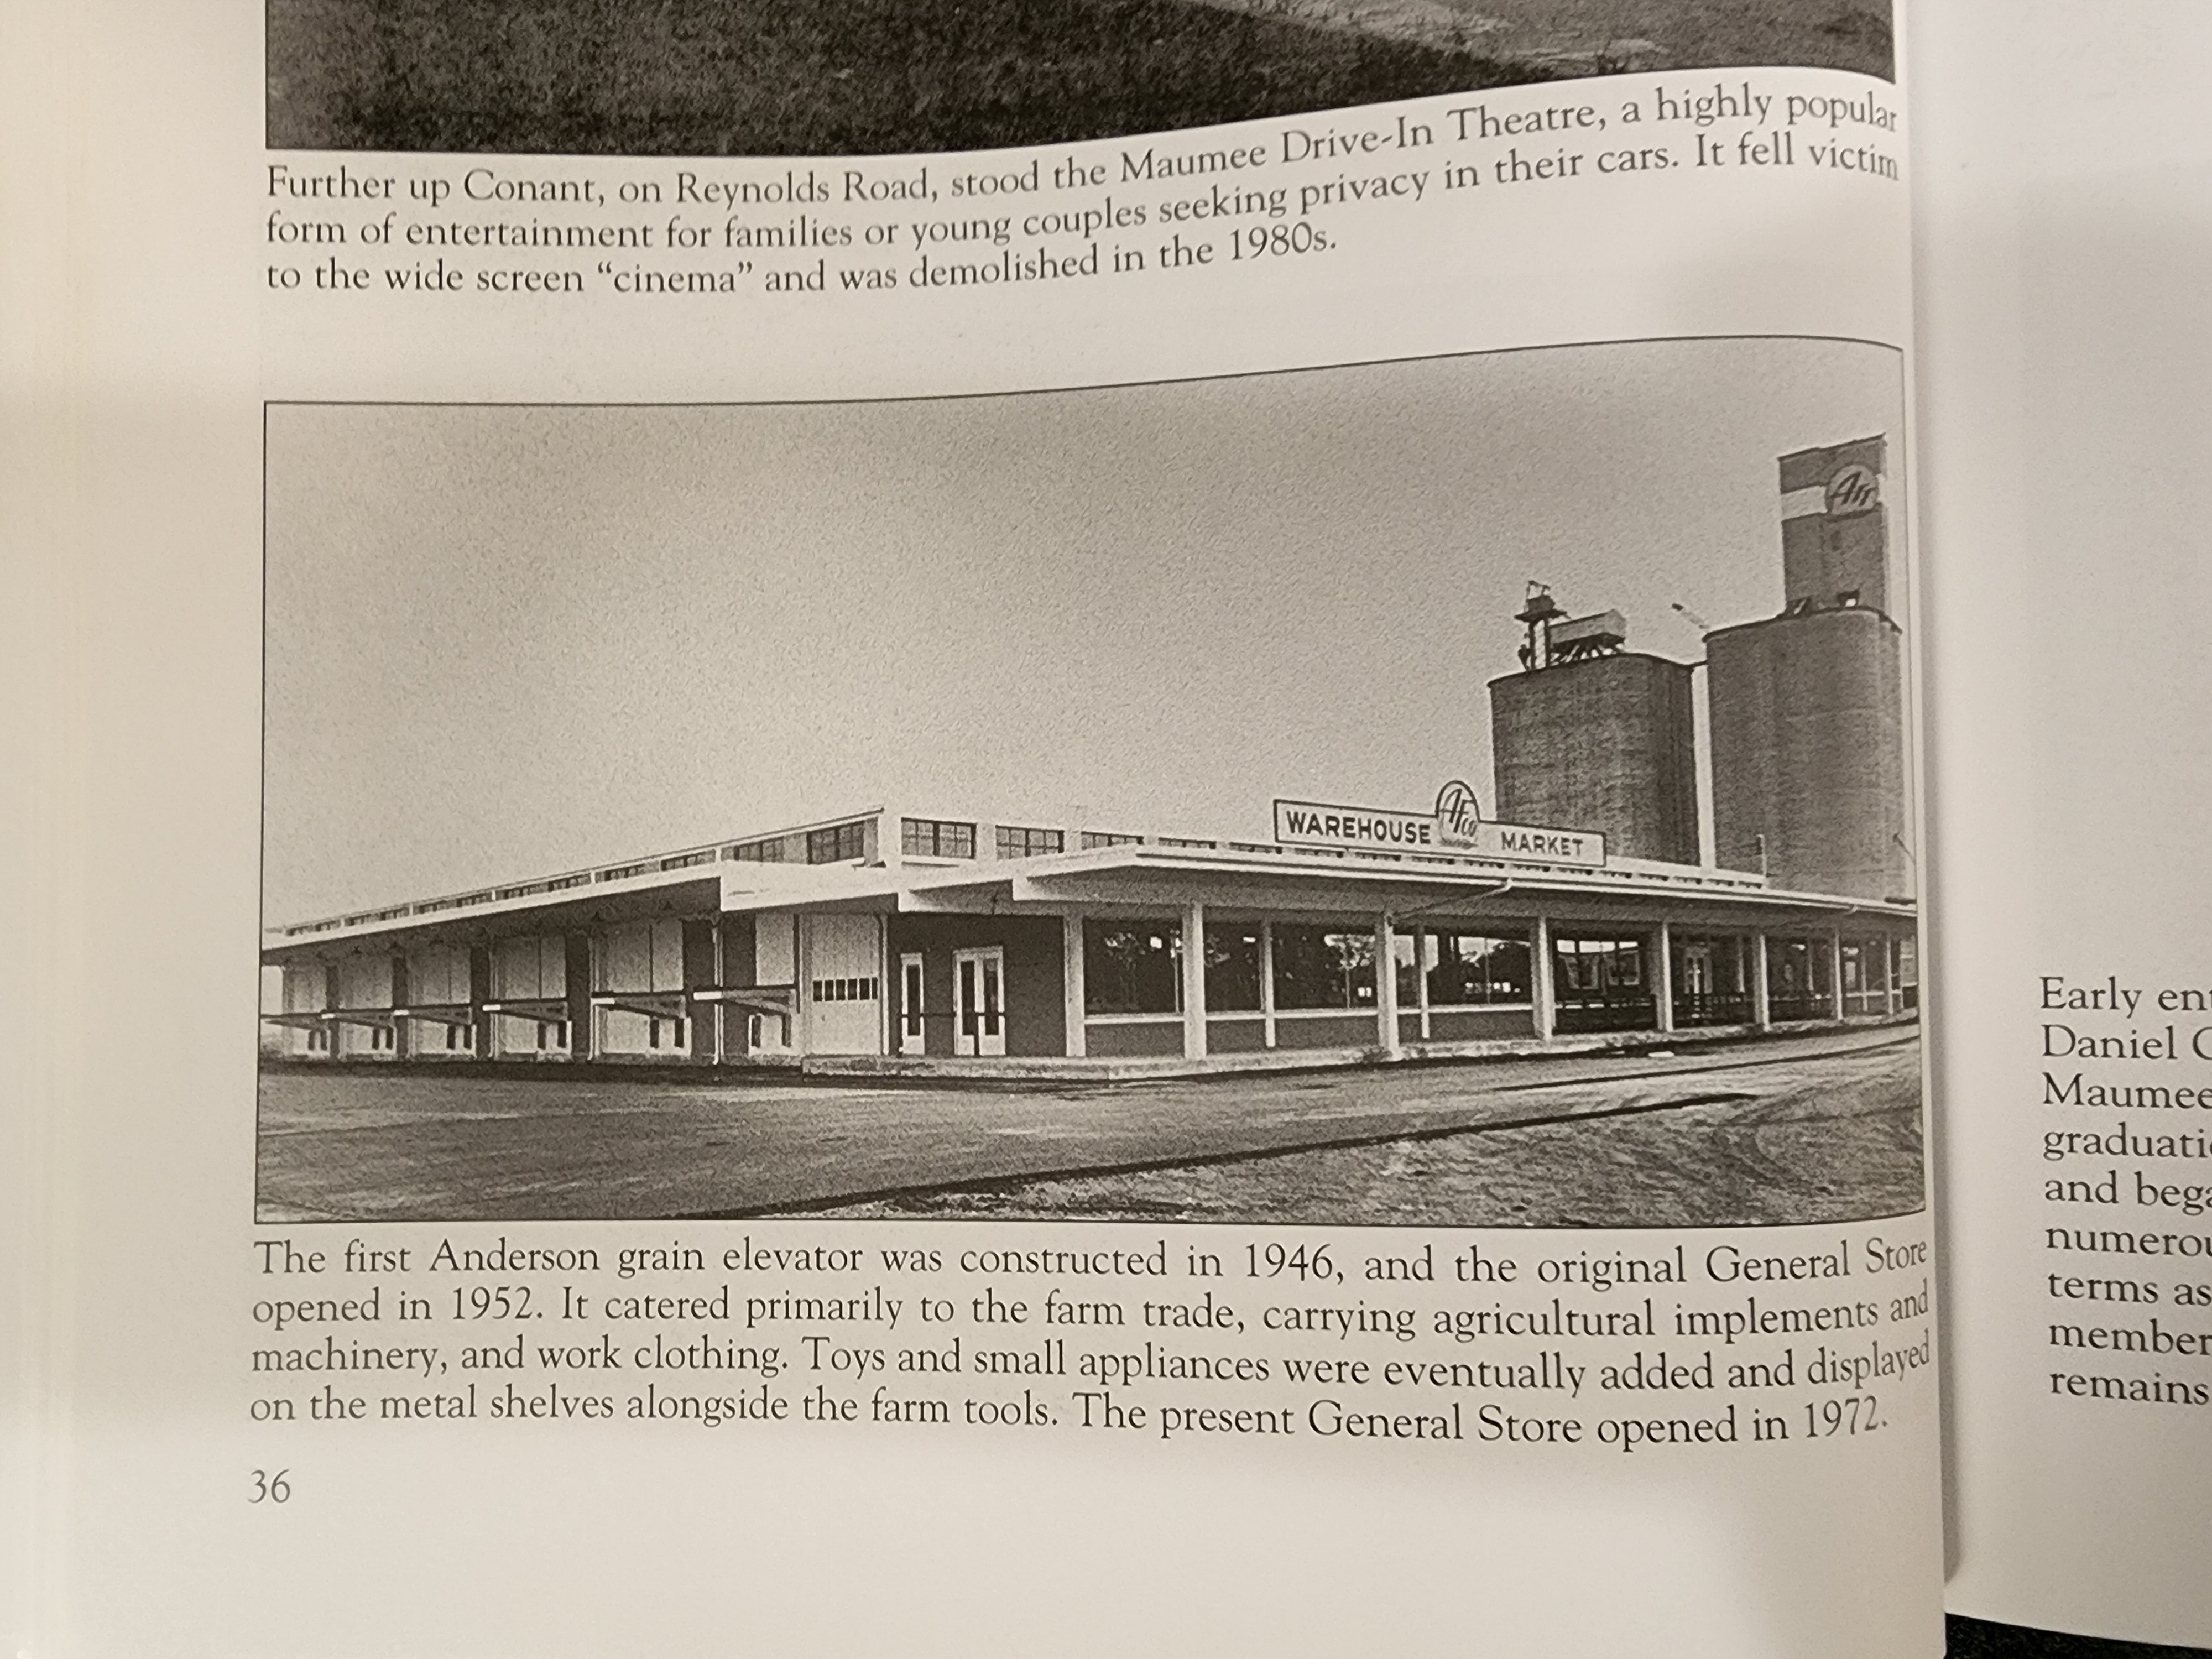 Further up Conant, on Reynolds Road, stood the Maumee Drive-In Theatre, a highly popular
form of entertainment for families or young couples seeking privacy in their cars. It fell victim
to the wide screen “cinema” and was demolished in the 1980s.
WAREHOUSE AFco MARKET
The first Anderson grain elevator was constructed in 1946, and the original General Store
opened in 1952. It catered primarily to the farm trade, carrying agricultural implements and
machinery, and work clothing. Toys and small appliances were eventually added and displayed
on the metal shelves alongside the farm tools. The present General Store opened in 1972.
36
Early
Daniel
Maumee
and
terms as
remains